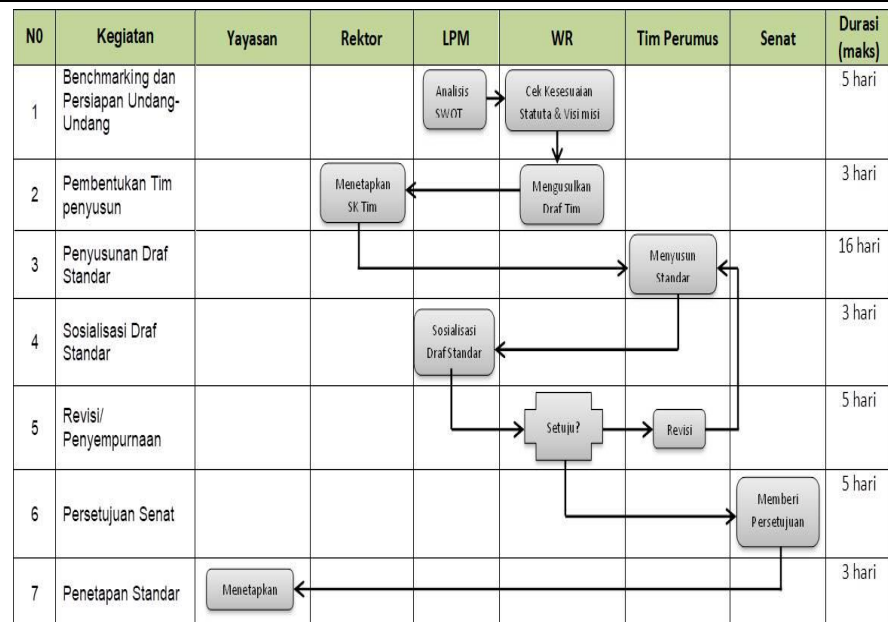 N0 Kegiatan Yayasan Rektor LPM WR Tim Perumus Senat Durasi
(maks)
1
Benchmarking dan
Persiapan Undang-
Undang
Analisis
SWOT
Cek Kesesuaian
Statuta & Visi misi
5 hari
2
Pembentukan Tim
penyusun
Menetapkan
SK Tim
Mengusulkan
Draf Tim
3 hari
3
Penyusunan Draf
Standar
Menyusun
Standar
16 hari
4
Sosialisasi Draf
Standar
Sosialisasi
Draf Standar
3 hari
5
Revisi/
Penyempurnaan
Setuju?
Revisi
5 hari
6
Persetujuan Senat
Memberi
Persetujuan
5 hari
7
Penetapan Standar
Menetapkan
3 hari